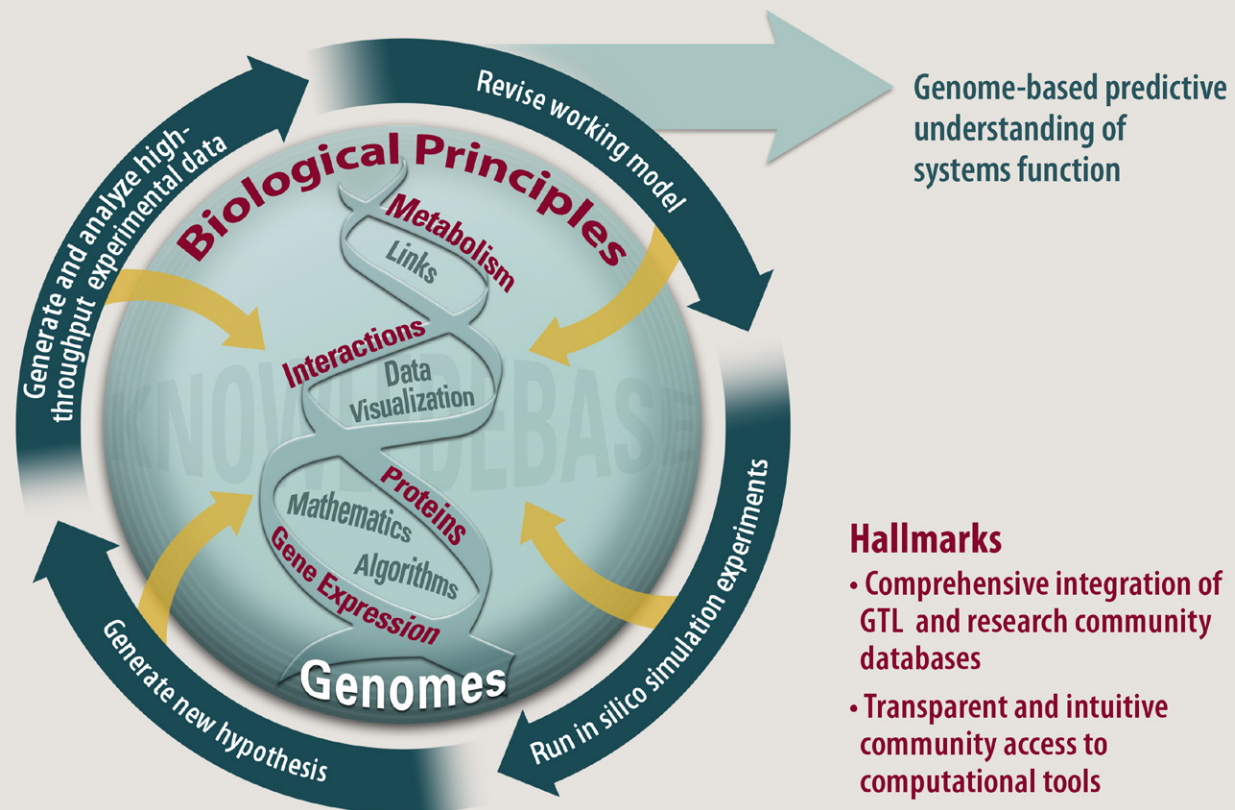 Revise working model
Genome-based predictive
understanding of
systems function
Generate and analyze high-
throughput experimental data
Biological Principles
Metabolism
Links
Interactions
Data
Visualization
Proteins
Mathematics
Algorithms
Gene Expression
Genomes
Run in silico simulation experiments
Generate new hypothesis
Hallmarks
• Comprehensive integration of
GTL and research community
databases
• Transparent and intuitive
community access to
computational tools